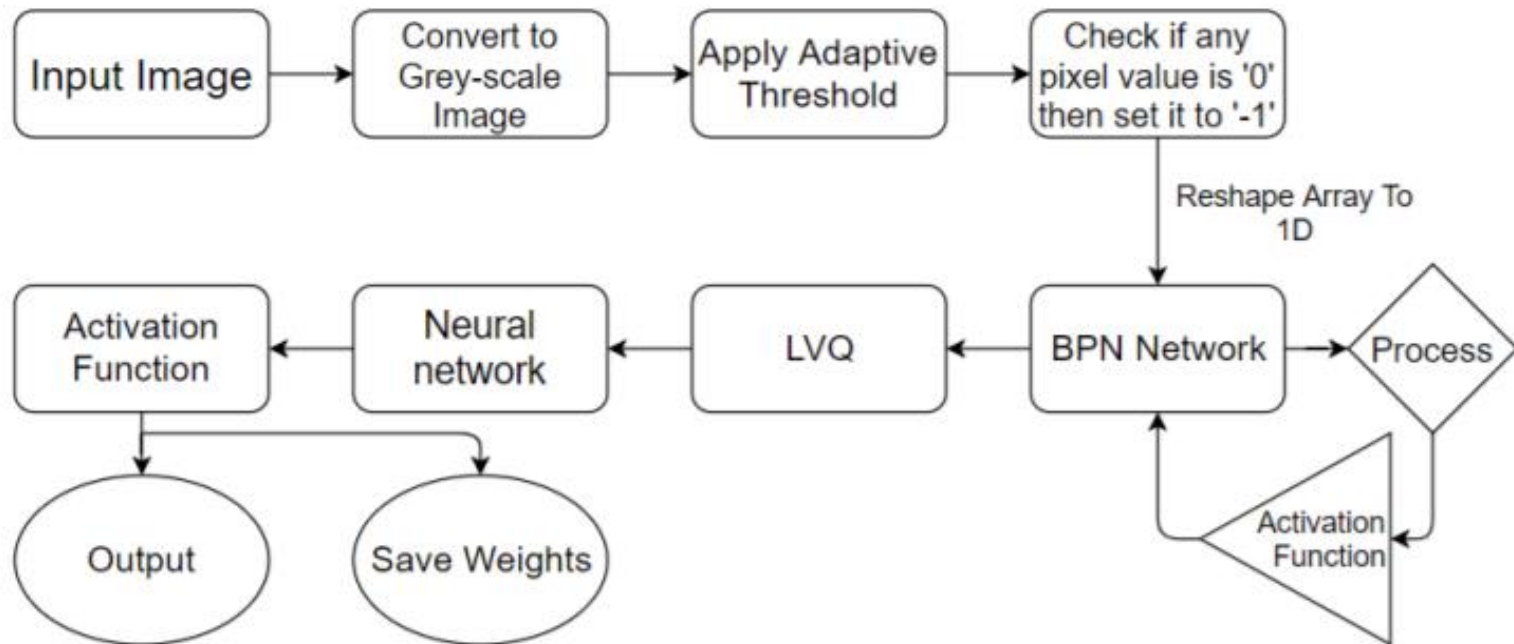 Input Image
Convert to
Grey-scale
Image
Apply Adaptive
Threshold
Check if any
pixel value is '0'
then set it to '-1'
Reshape Array To
1D
Activation
Function
Neural
network
LVQ
BPN Network
Process
Activation
Function
Output
Save Weights